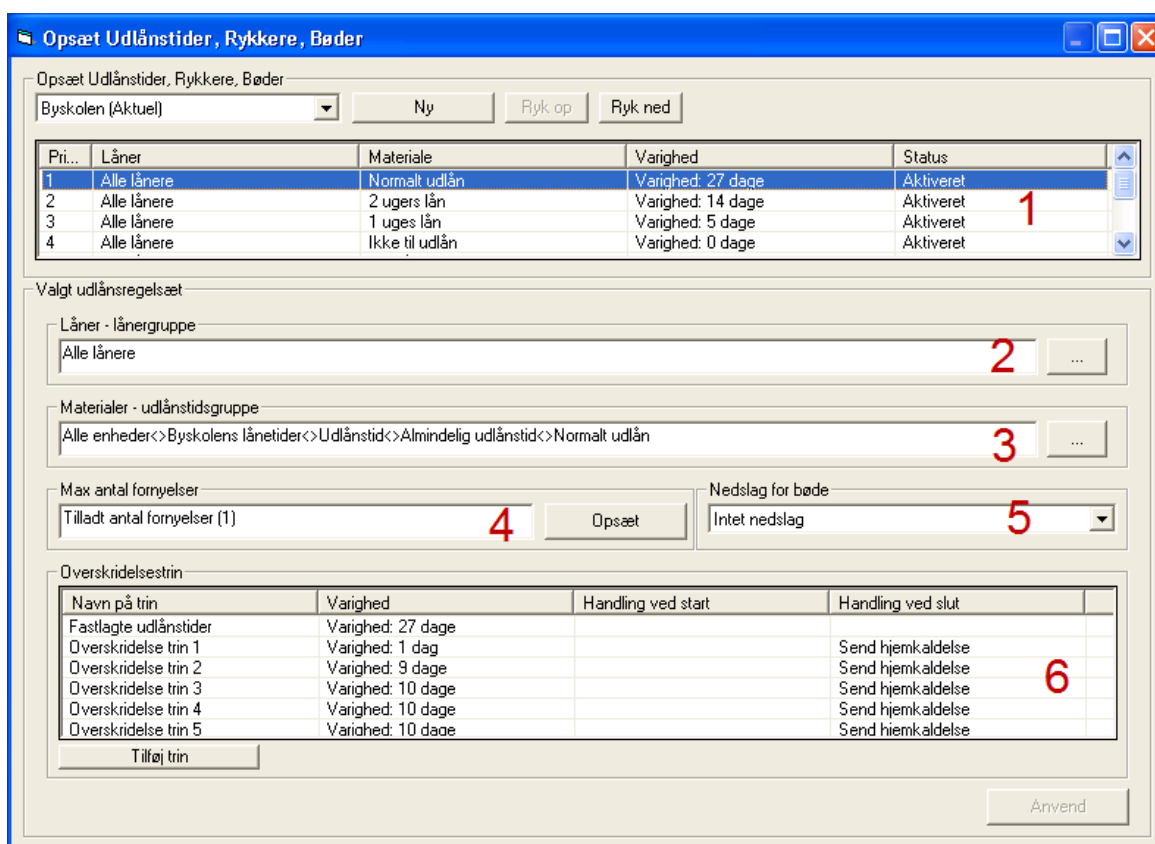 Opsæt Udlånstider, Rykkere, Bøder
Opsæt Udlånstider, Rykkere, Bøder
Byskolen (Aktuel) Ny Ryk op Ryk ned
Pri... Låner Materiale Varighed Status
1 Alle lånere Normalt udlån Varighed: 27 dage Aktiveret
2 Alle lånere 2 ugers lån Varighed: 14 dage Aktiveret
3 Alle lånere 1 uges lån Varighed: 5 dage Aktiveret
4 Alle lånere Ikke til udlån Varighed: 0 dage Aktiveret
1
Valgt udlånsregelsæt
Låner - lånergruppe
Alle lånere 2 ...
Materialer - udlånstidsgruppe
Alle enheder<>Byskolens lånetider<>Udlånstid<>Almindelig udlånstid<>Normalt udlån 3 ...
Max antal fornyelser Nedslag for bøde
Tilladt antal fornyelser (1) 4 Opsæt Intet nedslag 5
Overskridelsestrin
Navn på trin Varighed Handling ved start Handling ved slut
Fastlagte udlånstider Varighed: 27 dage
Overskridelse trin 1 Varighed: 1 dag Send hjemkaldelse
Overskridelse trin 2 Varighed: 9 dage Send hjemkaldelse
Overskridelse trin 3 Varighed: 10 dage Send hjemkaldelse
Overskridelse trin 4 Varighed: 10 dage Send hjemkaldelse
Overskridelse trin 5 Varighed: 10 dage Send hjemkaldelse
6
Tilføj trin
Anvend